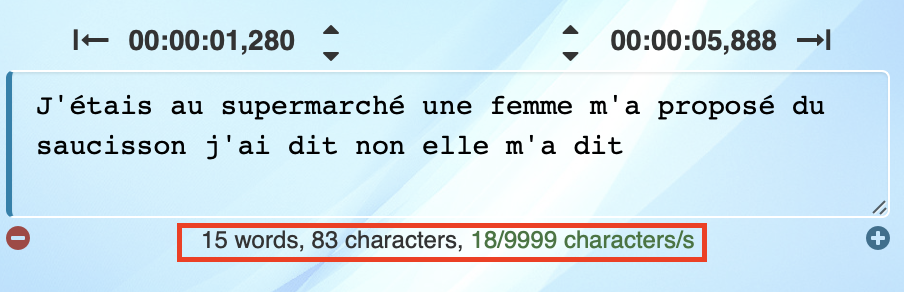 00:00:01,280 00:00:05,888
J'étais au supermarché une femme m'a proposé du
saucisson j'ai dit non elle m'a dit
15 words, 83 characters, 18/9999 characters/s